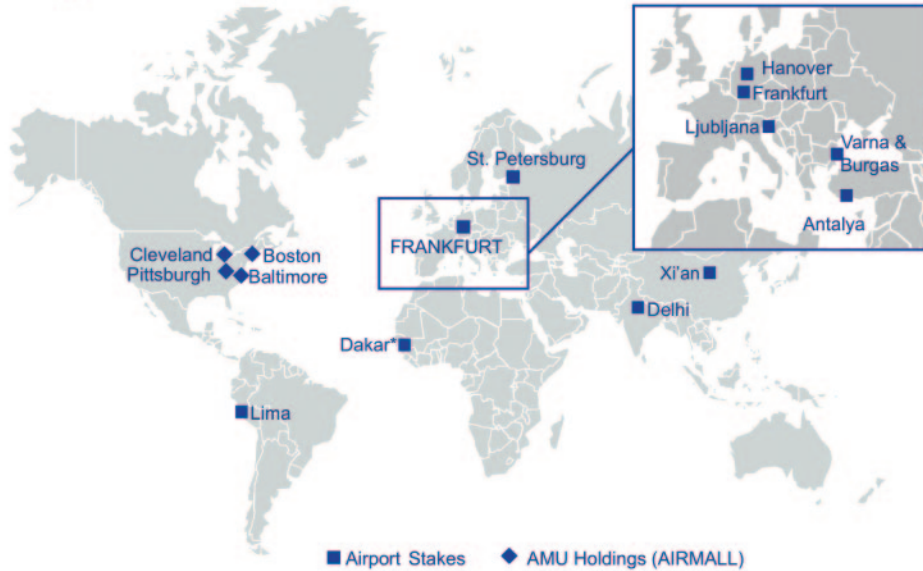 Hanover
Frankfurt
Ljubljana
Varna &
Burgas
Antalya
St. Petersburg
FRANKFURT
Cleveland
Boston
Pittsburgh
Baltimore
Xi'an
Delhi
Dakar*
Lima
Airport Stakes
AMU Holdings (AIRMALL)